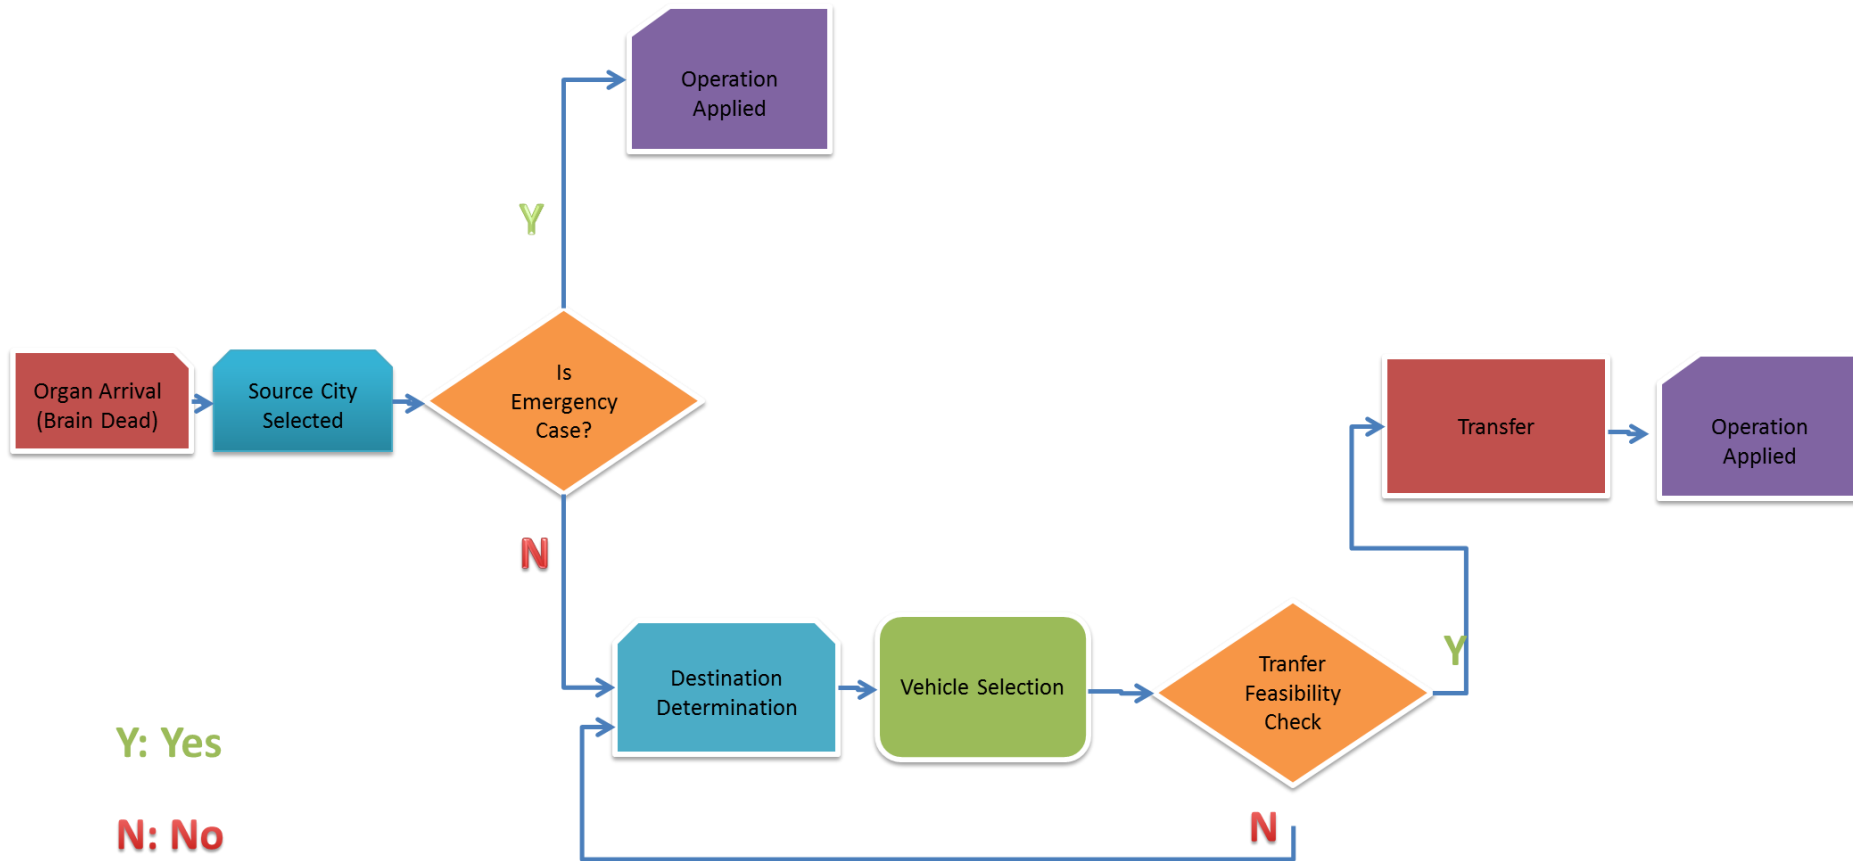 Operation
Applied
Y
Organ Arrival
(Brain Dead)
Source City
Selected
Is
Emergency
Case?
Transfer
Operation
Applied
N
Destination
Determination
Vehicle Selection
Tranfer
Feasibility
Check
Y
N
Y: Yes
N: No